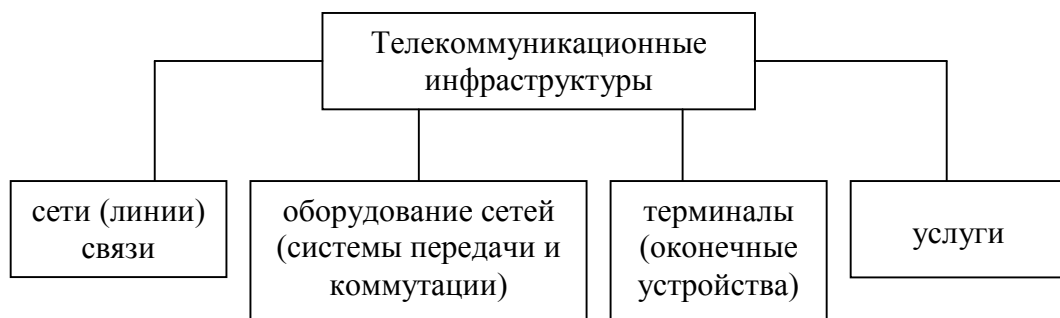 Телекоммуникационные
инфраструктуры
сети (линии)
связи
оборудование сетей
(системы передачи и
коммутации)
терминалы
(оконечные
устройства)
услуги